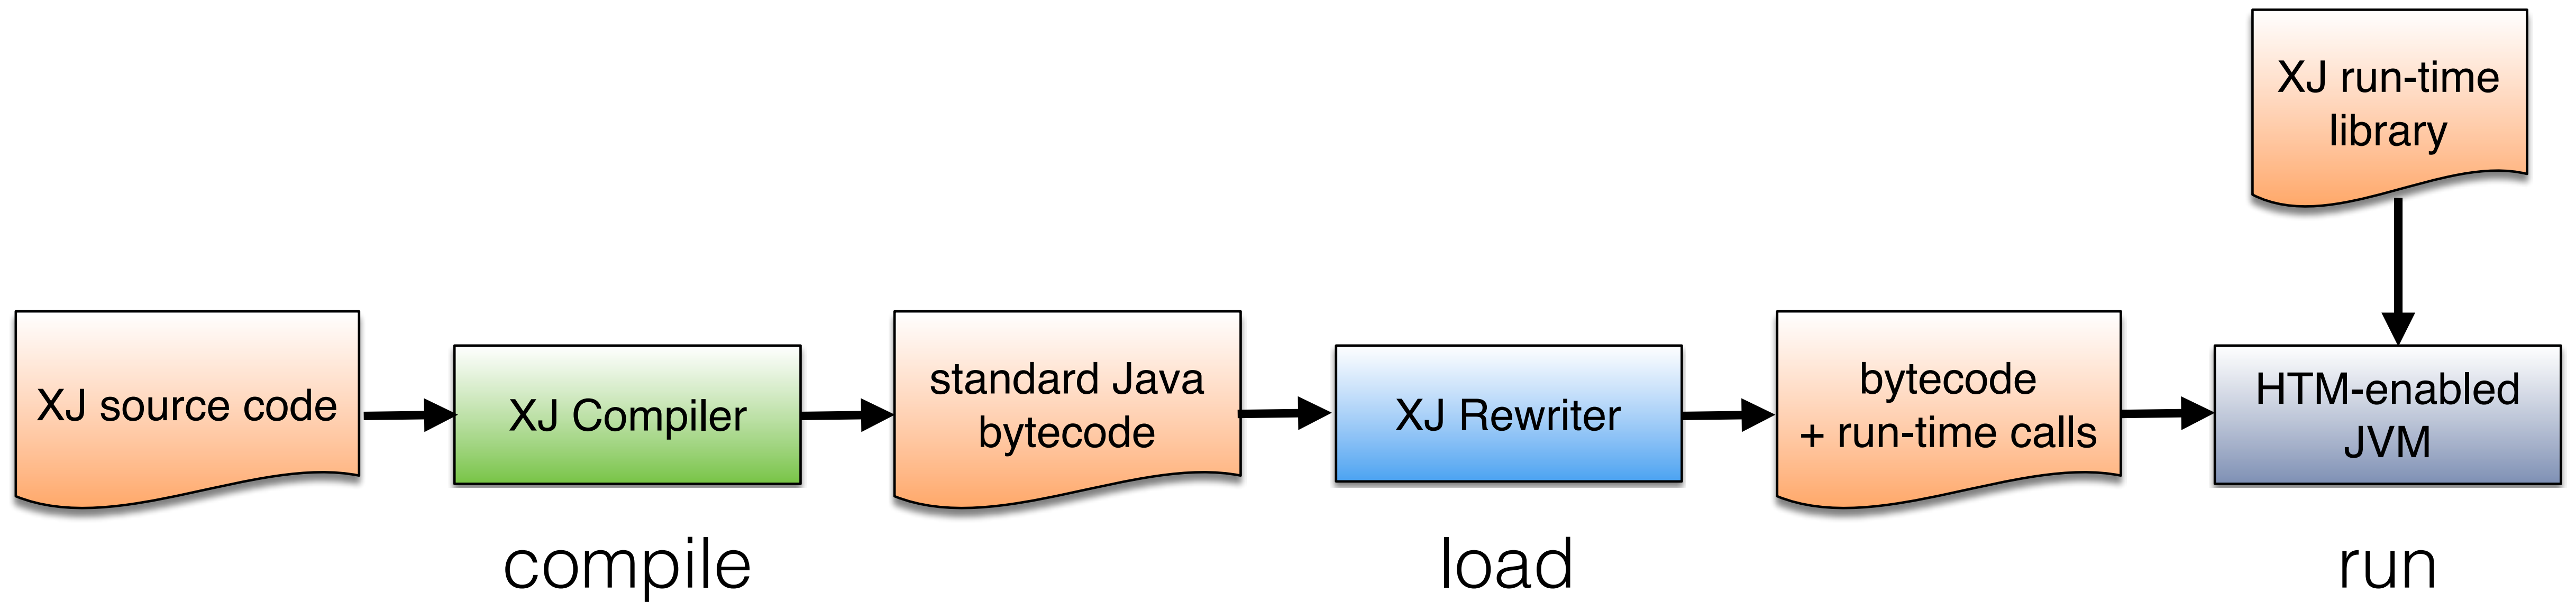 XJ run-time
library
XJ source code
XJ Compiler
standard Java
bytecode
XJ Rewriter
bytecode
+ run-time calls
HTM-enabled
JVM
compile
load
run